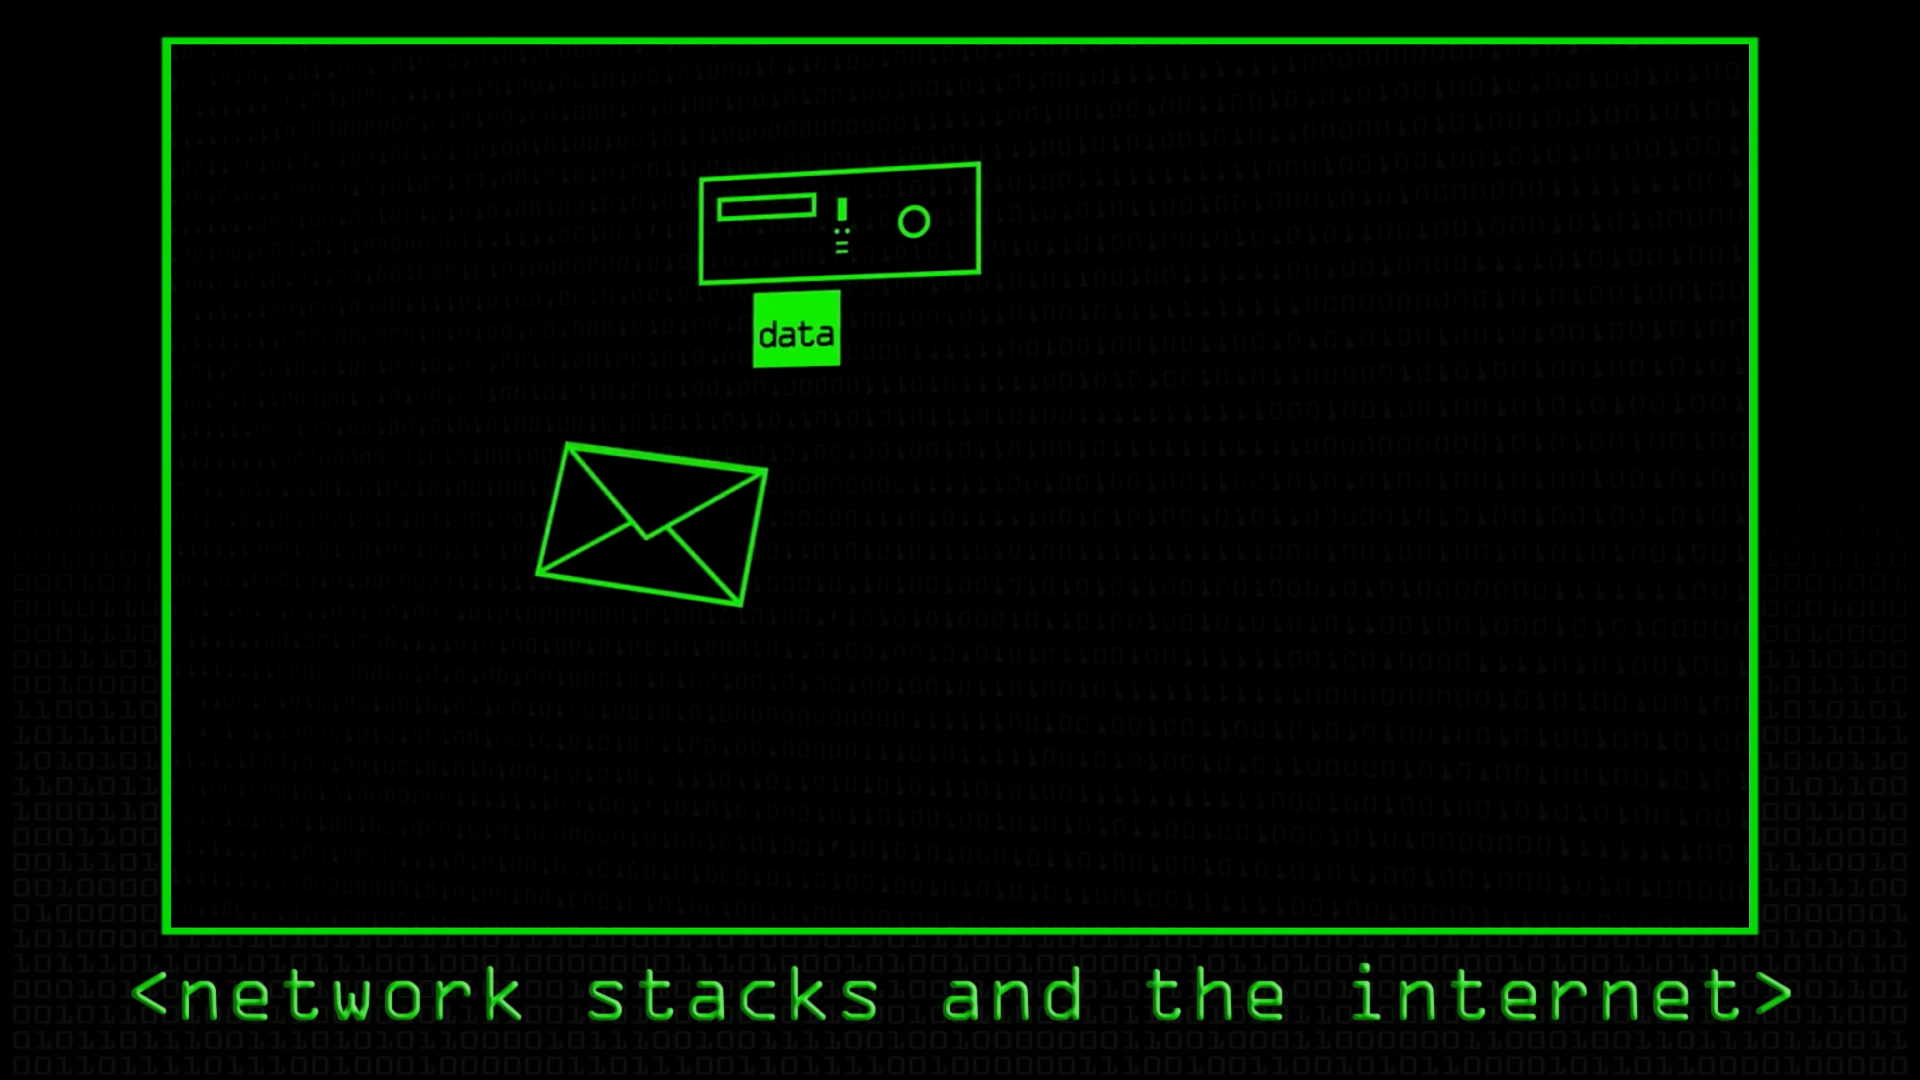 data
<network stacks and the internet>